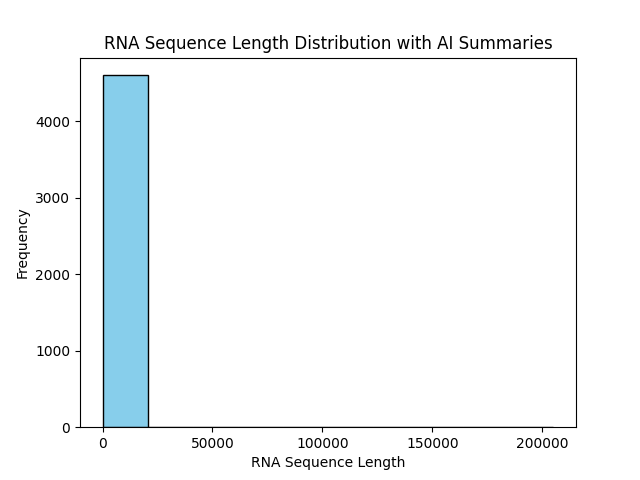 RNA Sequence Length Distribution with AI Summaries
Frequency
4000
3000
2000
1000
0
0 50000 100000 150000 200000
RNA Sequence Length